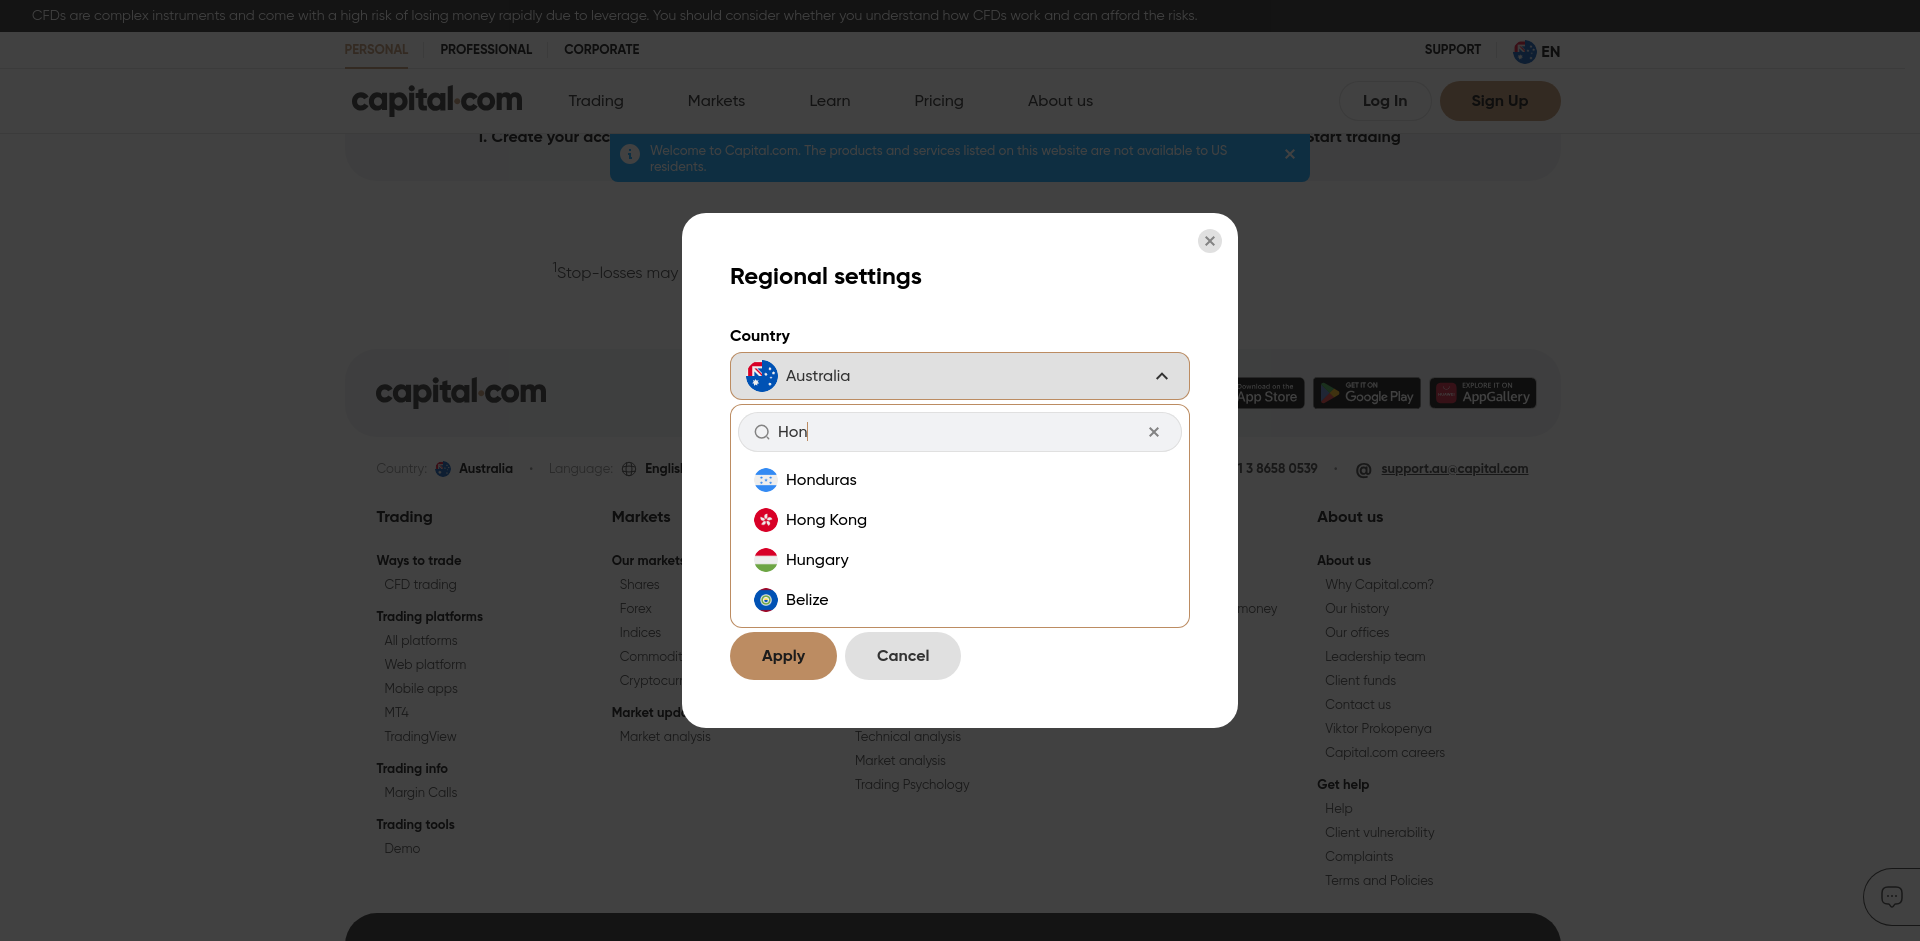 CFDs are complex instruments and come with a high risk of losing money rapidly due to leverage. You should consider whether you understand how CFDs work and can afford the risks.
PERSONAL
PROFESSIONAL
CORPORATE
SUPPORT
EN
capital.com
Trading
Markets
Learn
Pricing
About us
Log In
Sign Up
1. Create your acc
Start trading
Welcome to Capital.com. The products and services listed on this website are not available to US
residents.
Regional settings
¹Stop-losses may
Country
Australia
Hon
Honduras
Hong Kong
Hungary
Belize
Apply
Cancel
capital.com
Download on the
App Store
GET IT ON
Google Play
EXPLORE IT ON
AppGallery
Country:
Australia
Language:
English
1 3 8658 0539
support.au@capital.com
Trading
Ways to trade
CFD trading
Trading platforms
All platforms
Web platform
Mobile apps
MT4
TradingView
Trading info
Margin Calls
Trading tools
Demo
Markets
Our markets
Shares
Forex
Indices
Commodit
Cryptocurr
Market upd
Market analysis
Technical analysis
Market analysis
Trading Psychology
money
About us
About us
Why Capital.com?
Our history
Our offices
Leadership team
Client funds
Contact us
Viktor Prokopenya
Capital.com careers
Get help
Help
Client vulnerability
Complaints
Terms and Policies